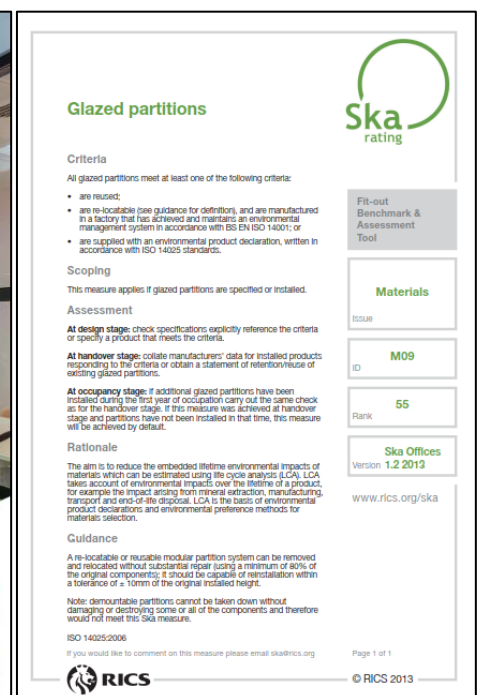 Glazed partitions
Ska
rating
Criteria
All glazed partitions meet at least one of the following criteria:
• are reused;
• are re-locatable (see guidance for definition), and are manufactured
in a factory that has achieved and maintains an environmental
management system in accordance with BS EN ISO 14001; or
• are supplied with an environmental product declaration, written in
accordance with ISO 14025 standards.
Scoping
This measure applies if glazed partitions are specified or installed.
Assessment
At design stage: check specifications explicitly reference the criteria
or specify a product that meets the criteria.
At handover stage: collate manufacturers' data for installed products
responding to the criteria or obtain a statement of retention/reuse of
existing glazed partitions.
At occupancy stage: if additional glazed partitions have been
installed during the first year of occupation carry out the same check
as for the handover stage. If this measure was achieved at handover
stage and partitions have not been installed in that time, this measure
will be achieved by default.
Rationale
The aim is to reduce the embedded lifetime environmental impacts of
materials which can be estimated using life cycle analysis (LCA). LCA
takes account of environmental impacts over the lifetime of a product,
for example the impact arising from mineral extraction, manufacturing,
transport and end-of-life disposal. LCA is the basis of environmental
product declarations and environmental preference methods for
materials selection.
Guidance
A re-locatable or reusable modular partition system can be removed
and relocated without substantial repair (using a minimum of 80% of
the original components); it should be capable of reinstallation within
a tolerance of ± 10mm of the original installed height.
Note: demountable partitions cannot be taken down without
damaging or destroying some or all of the components and therefore
would not meet this Ska measure.
ISO 14025:2006
If you would like to comment on this measure please email ska@rics.org
RICS
Fit-out
Benchmark &
Assessment
Tool
Materials
Issue
M09
ID
55
Rank
Ska Offices
Version 1.2 2013
www.rics.org/ska
Page 1 of 1
© RICS 2013